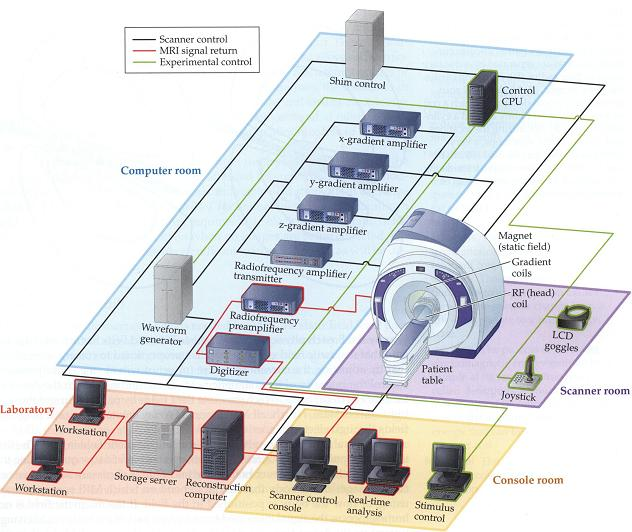 Scanner control
MRI signal return
Experimental control
Shim control
Control
CPU
x-gradient amplifier
Computer room
y-gradient amplifier
z-gradient amplifier
Magnet
(static field)
Gradient
coils
Radiofrequency amplifier/
transmitter
RF (head)
coil
Radiofrequency
preamplifier
Waveform
generator
LCD
goggles
Digitizer
Patient
table
Joystick
Scanner room
Laboratory
Workstation
Workstation
Storage server
Reconstruction
computer
Scanner control
console
Real-time
analysis
Stimulus
control
Console room